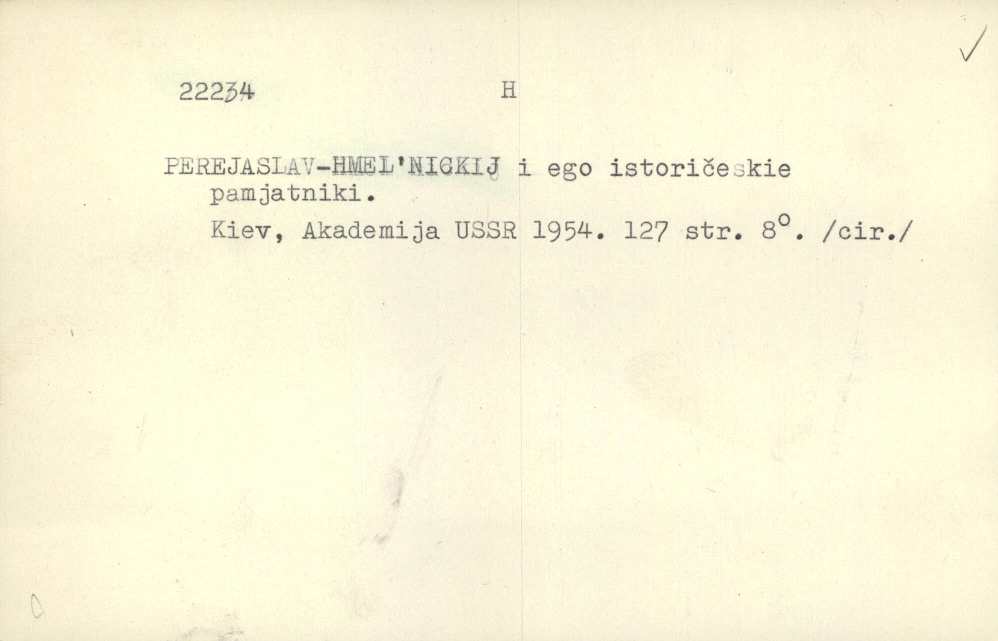 22234 H
PEREJASLAV-HMEL'NICKIJ i ego istoričeskie
pamjatniki.
Kiev, Akademija USSR 1954. 127 str. 8°. /cir./